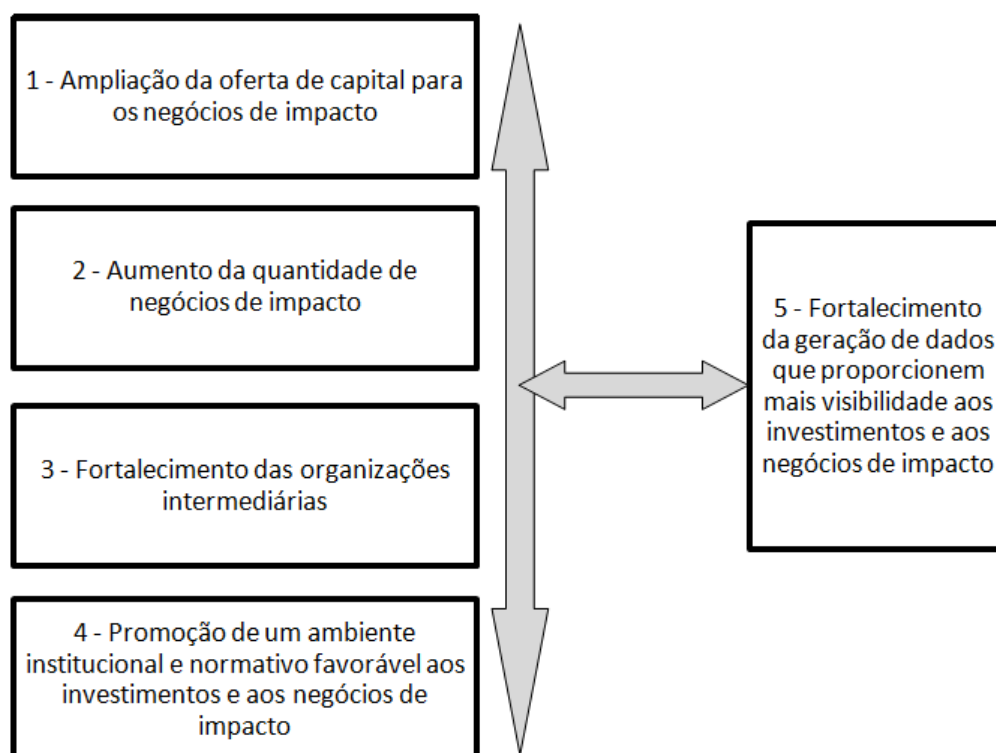 1 - Ampliação da oferta de capital para
os negócios de impacto
2 - Aumento da quantidade de
negócios de impacto
3 - Fortalecimento das organizações
intermediárias
4 - Promoção de um ambiente
institucional e normativo favorável aos
investimentos e aos negócios de
impacto
5 - Fortalecimento
da geração de dados
que proporcionem
mais visibilidade aos
investimentos e aos
negócios de impacto